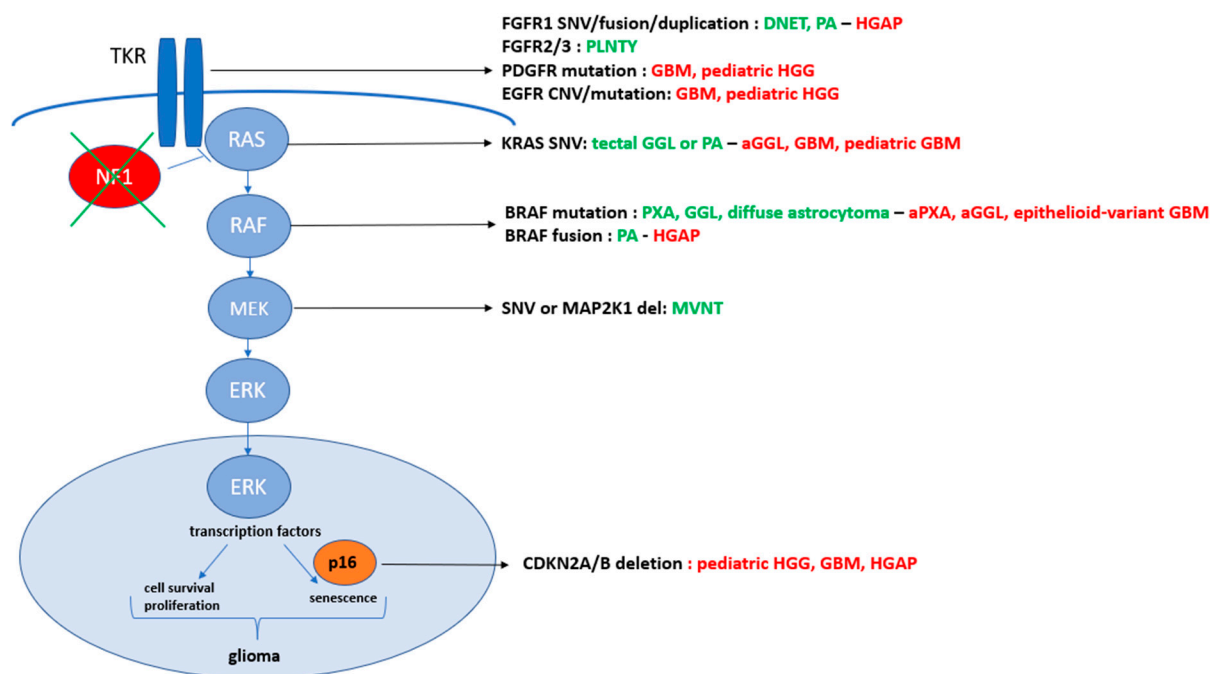 FGFR1 SNV/fusion/duplication : DNET, PA – HGAP
FGFR2/3 : PLNTY
TKR
PDGFR mutation : GBM, pediatric HGG
EGFR CNV/mutation: GBM, pediatric HGG
RAS
KRAS SNV: tectal GGL or PA – aGGL, GBM, pediatric GBM
NF1
RAF
BRAF mutation : PXA, GGL, diffuse astrocytoma – aPXA, aGGL, epithelioid-variant GBM
BRAF fusion : PA - HGAP
MEK
SNV or MAP2K1 del: MVNT
ERK
ERK
transcription factors
p16
CDKN2A/B deletion : pediatric HGG, GBM, HGAP
cell survival
proliferation
senescence
glioma